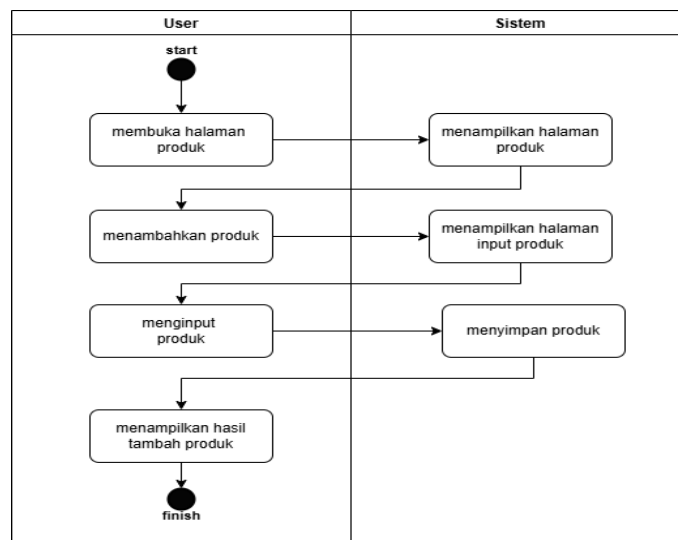 User
Sistem
start
membuka halaman
produk
menampilkan halaman
produk
menambahkan produk
menampilkan halaman
input produk
menginput
produk
menyimpan produk
menampilkan hasil
tambah produk
finish